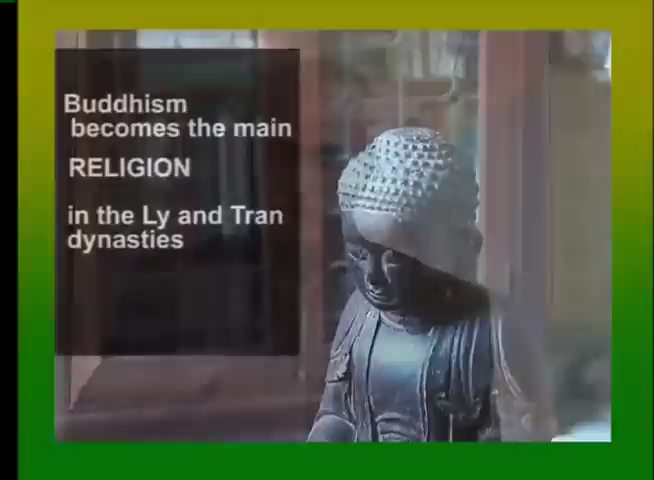 Buddhism
becomes the main
RELIGION
in the Ly and Tran
dynasties